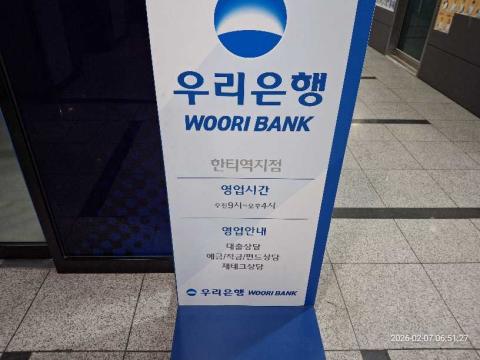 우리은행
WOORI BANK
한티역지점
영업시간
오전9시~오후4시
영업안내
대출상담
예금/적금/펀드상담
재테크상담
우리은행 WOORI BANK
2026-02-07 06:51:27